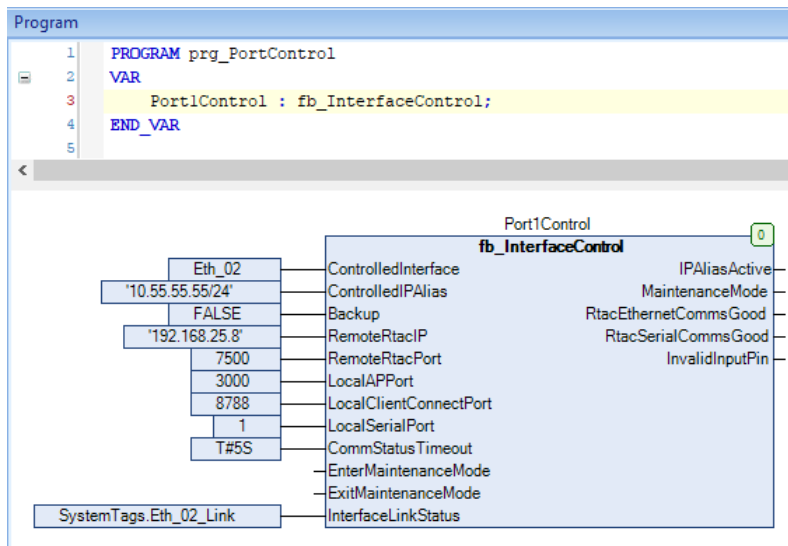 Program
1 PROGRAM prg_PortControl
2 VAR
3 Port1Control : fb_InterfaceControl;
4 END_VAR
5
Port1Control
0
fb_InterfaceControl
Eth_02 ControlledInterface IPAliasActive
'10.55.55.55/24' ControlledIPAlias MaintenanceMode
FALSE Backup RtacEthernetCommsGood
'192.168.25.8' RemoteRtacIP RtacSerialCommsGood
7500 RemoteRtacPort InvalidInputPin
3000 LocalAPPort
8788 LocalClientConnectPort
1 LocalSerialPort
T#5S CommStatusTimeout
EnterMaintenanceMode
ExitMaintenanceMode
SystemTags.Eth_02_Link InterfaceLinkStatus